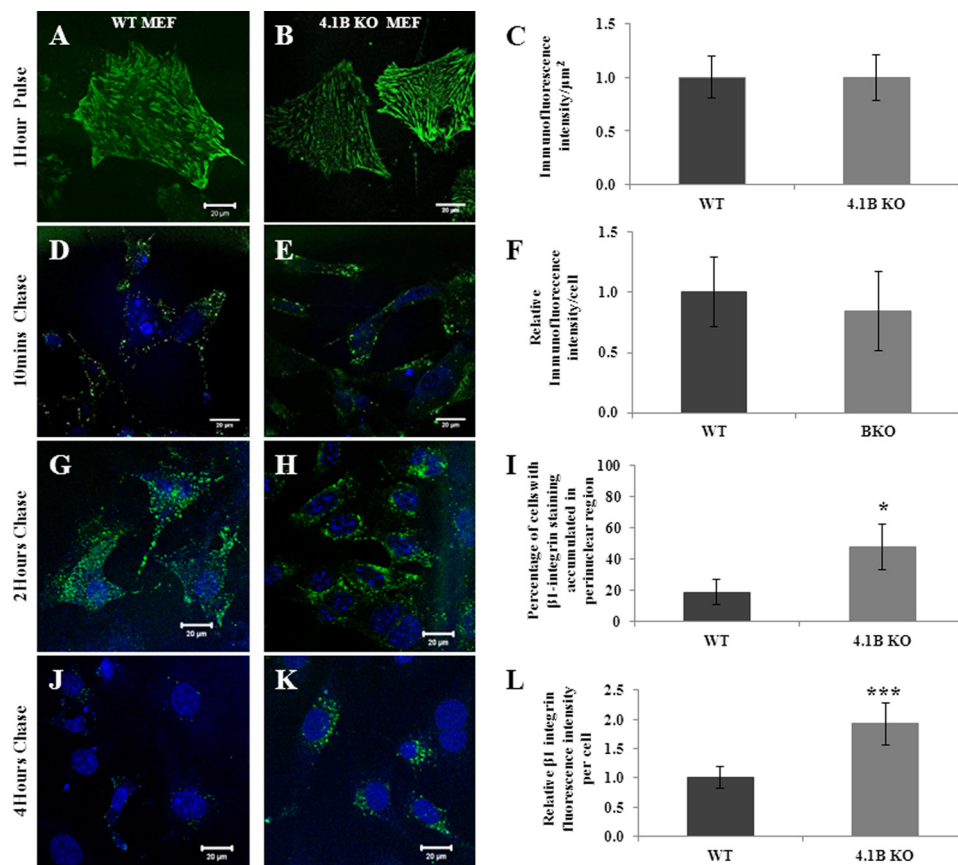 WT MEF
4.1B KO MEF
1Hour Pulse
A
20 µm
B
20 µm
C
Immunofluorescence
intensity/µm²
1.5
1.0
0.5
0.0
WT
4.1B KO
10mins Chase
D
20 µm
E
20 µm
F
Relative
Immunofluorecence
intensity/cell
1.5
1.0
0.5
0.0
WT
BKO
2Hours Chase
G
20 µm
H
20 µm
I
Percentage of cells with
β1-integrin staining
accumulated in
perinuclear region
100
80
60
40
20
0
*
WT
4.1B KO
4Hours Chase
J
20 µm
K
20 µm
L
Relative β1 integrin
fluorescence intensity
per cell
2.5
2.0
1.5
1.0
0.5
0.0
***
WT
4.1B KO